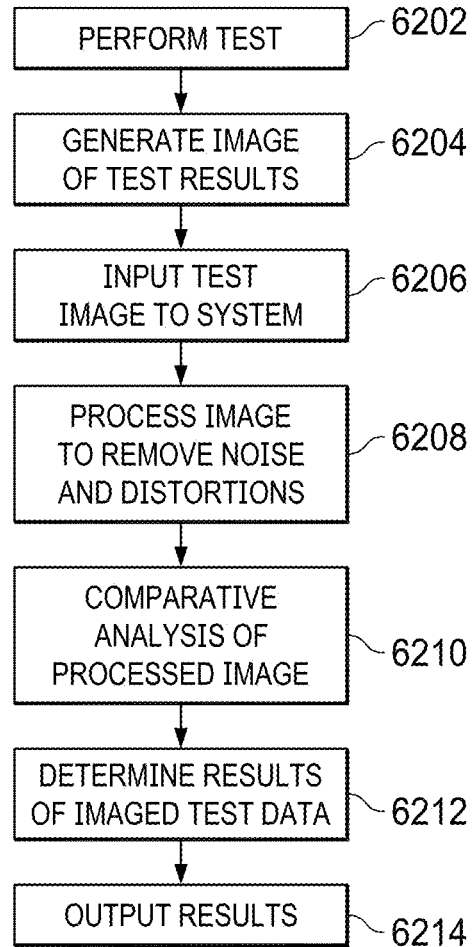 PERFORM TEST
6202
GENERATE IMAGE
OF TEST RESULTS
6204
INPUT TEST
IMAGE TO SYSTEM
6206
PROCESS IMAGE
TO REMOVE NOISE
AND DISTORTIONS
6208
COMPARATIVE
ANALYSIS OF
PROCESSED IMAGE
6210
DETERMINE RESULTS
OF IMAGED TEST DATA
6212
OUTPUT RESULTS
6214